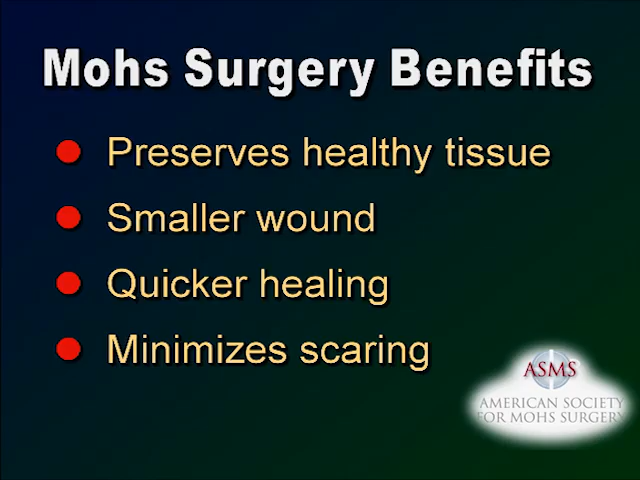 Mohs Surgery Benefits
Preserves healthy tissue
Smaller wound
Quicker healing
Minimizes scaring
ASMS
AMERICAN SOCIETY
FOR MOHS SURGERY